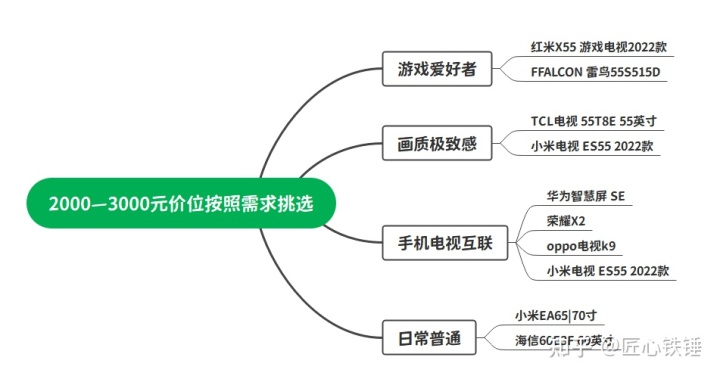 2000—3000元价位按照需求挑选
游戏爱好者
红米X55 游戏电视2022款
FFALCON 雷鸟55S515D
画质极致感
TCL电视 55T8E 55英寸
小米电视 ES55 2022款
手机电视互联
华为智慧屏 SE
荣耀X2
oppo电视k9
小米电视 ES55 2022款
日常普通
小米EA65|70寸
海信60E3F 60英寸
知乎 @匠心铁锤